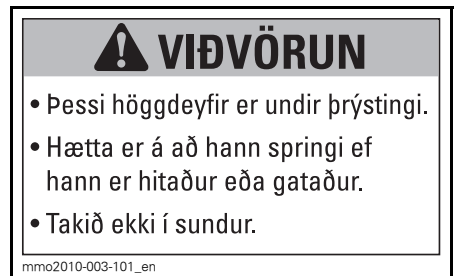 VIÐVÖRUN
• Þessi höggdeyfir er undir þrýstingi.
• Hætta er á að hann springi ef
hann er hitaður eða gataður.
• Takið ekki í sundur.
mmo2010-003-101_en